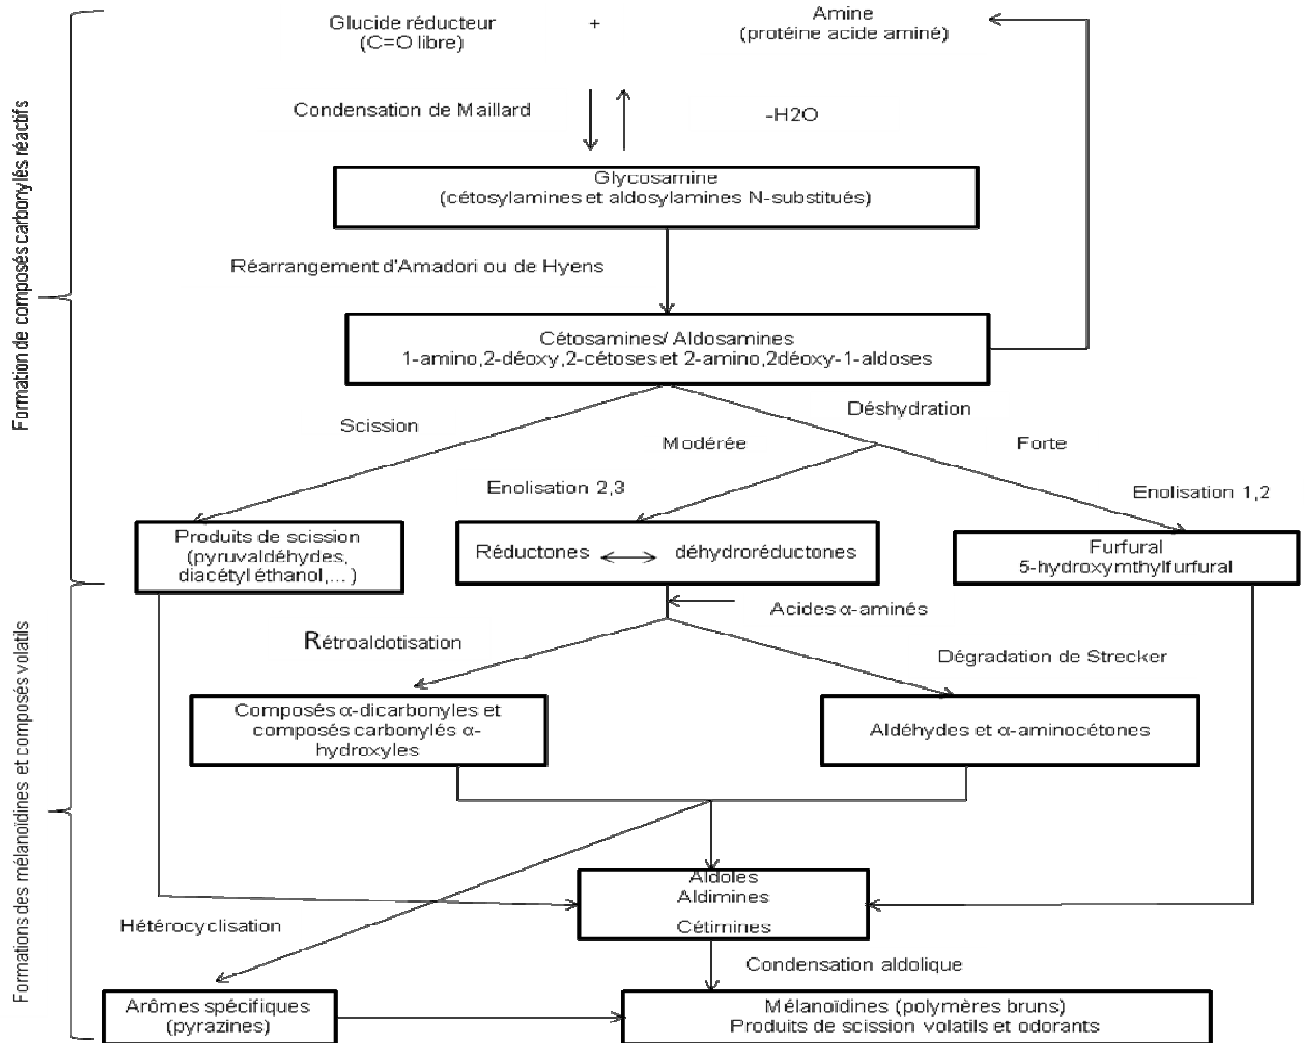 Glucide réducteur
(C=O libre)
+
Amine
(protéine acide aminé)
Condensation de Maillard
-H2O
Glycosamine
(cétosylamines et aldosylamines N-substitués)
Réarrangement d'Amadori ou de Hyens
Cétosamines/ Aldosamines
1-amino,2-déoxy,2-cétoses et 2-amino,2déoxy-1-aldoses
Formation de composés carbonylés réactifs
Scission
Déshydration
Modérée
Forte
Enolisation 2,3
Enolisation 1,2
Produits de scission
(pyruvaldéhydes,
diacétyl éthanol,... )
Réductones
déhydroréductones
Furfural
5-hydroxymthylfurfural
Acides α-aminés
Rétroaldotisation
Dégradation de Strecker
Composés α-dicarbonyles et
composés carbonylés α-
hydroxyles
Aldéhydes et α-aminocétones
Formations des mélanoïdines et composés volatils
Aldoles
Aldimines
Cétimines
Hétérocyclisation
Condensation aldolique
Arômes spécifiques
(pyrazines)
Mélanoïdines (polymères bruns)
Produits de scission volatils et odorants